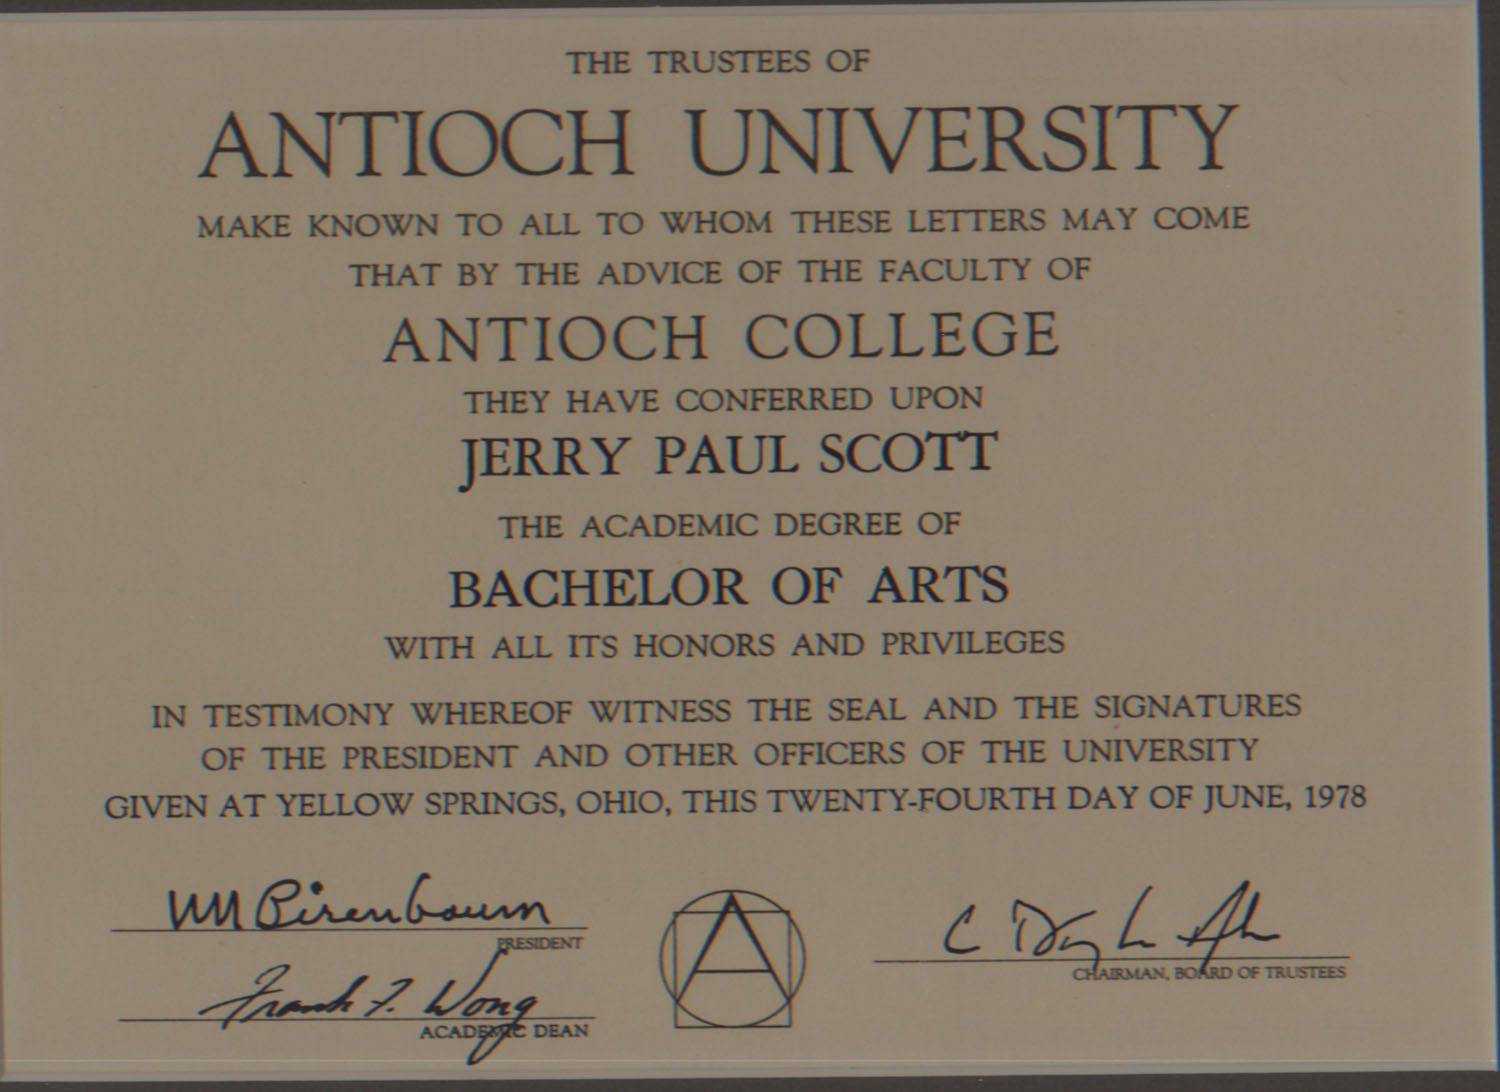 THE TRUSTEES OF
ANTIOCH UNIVERSITY
MAKE KNOWN TO ALL TO WHOM THESE LETTERS MAY COME
THAT BY THE ADVICE OF THE FACULTY OF
ANTIOCH COLLEGE
THEY HAVE CONFERRED UPON
JERRY PAUL SCOTT
THE ACADEMIC DEGREE OF
BACHELOR OF ARTS
WITH ALL ITS HONORS AND PRIVILEGES
IN TESTIMONY WHEREOF WITNESS THE SEAL AND THE SIGNATURES
OF THE PRESIDENT AND OTHER OFFICERS OF THE UNIVERSITY
GIVEN AT YELLOW SPRINGS, OHIO, THIS TWENTY-FOURTH DAY OF JUNE, 1978
WM Birenbaum
PRESIDENT
Frank F. Wong
ACADEMIC DEAN
A
C
CHAIRMAN, BOARD OF TRUSTEES